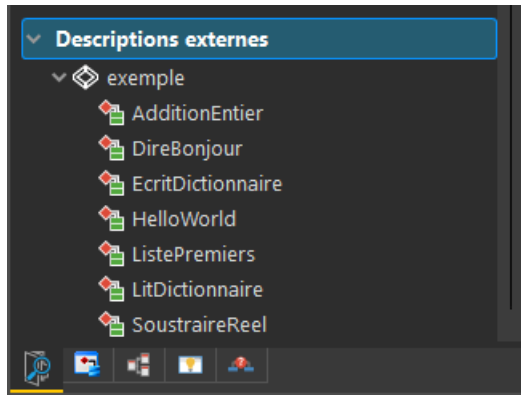 Descriptions externes
exemple
AdditionEntier
DireBonjour
EcritDictionnaire
HelloWorld
ListePremiers
LitDictionnaire
SoustraireReel